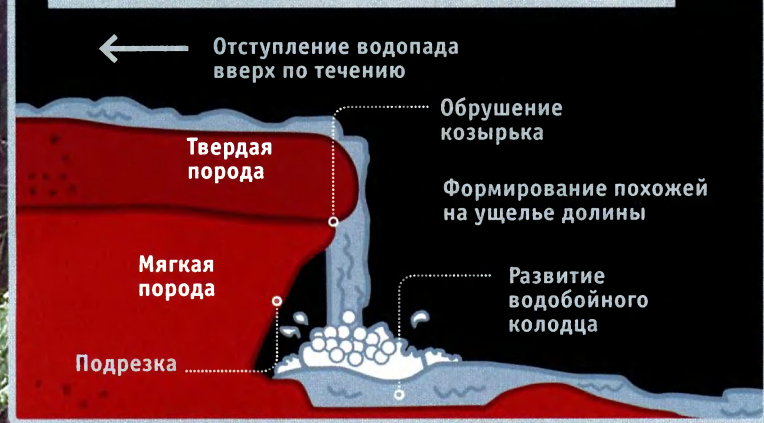 Отступление водопада
вверх по течению
Обрушение
козырька
Твердая
порода
Формирование похожей
на ущелье долины
Мягкая
порода
Развитие
водобойного
колодца
Подрезка